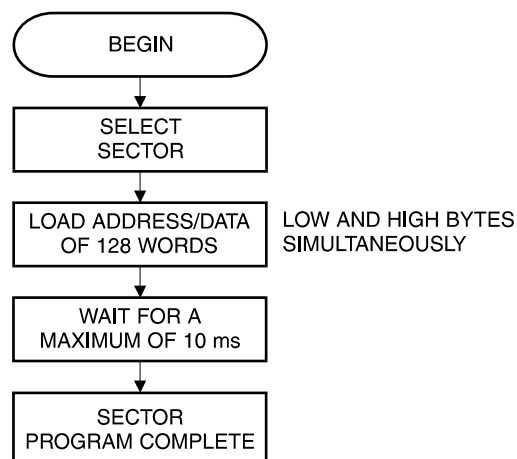 BEGIN
SELECT
SECTOR
LOAD ADDRESS/DATA
OF 128 WORDS
LOW AND HIGH BYTES
SIMULTANEOUSLY
WAIT FOR A
MAXIMUM OF 10 ms
SECTOR
PROGRAM COMPLETE